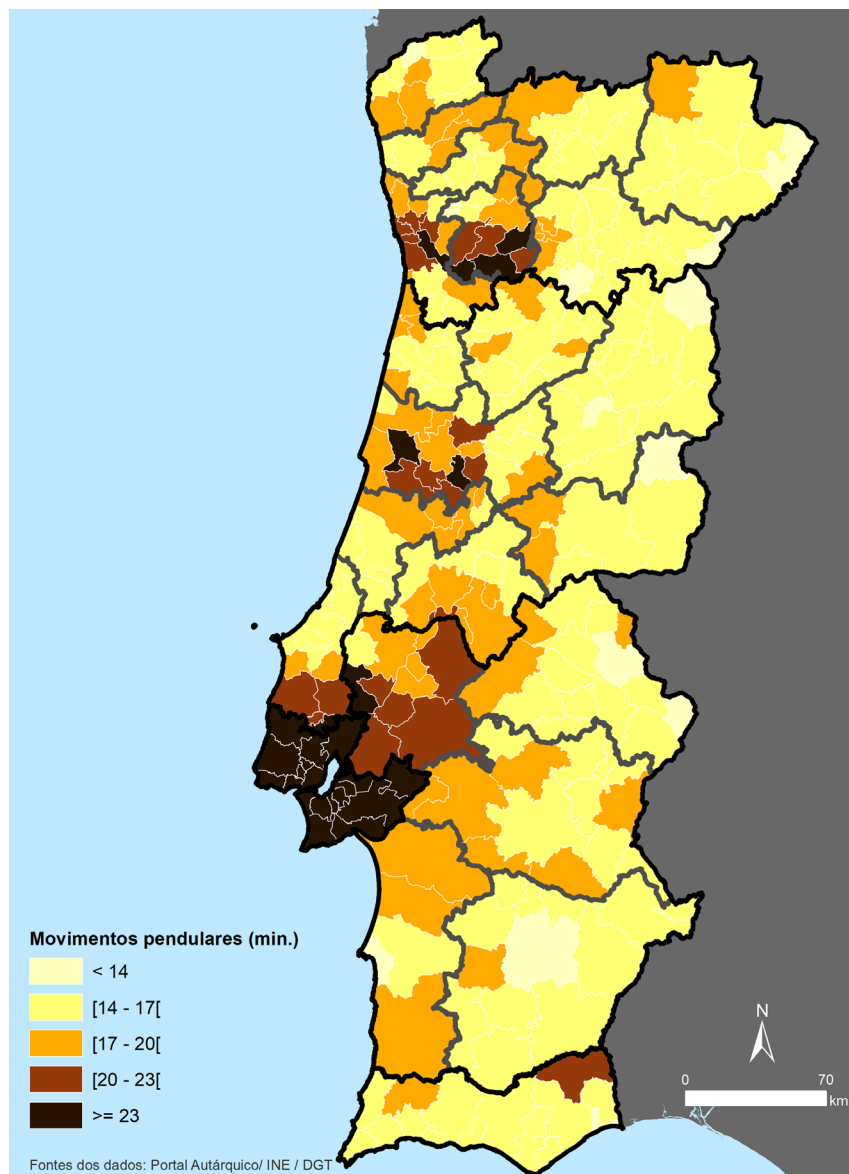 Movimentos pendulares (min.)
< 14
[14 - 17[
[17 - 20[
[20 - 23[
>= 23
N
0 70
km
Fontes dos dados: Portal Autárquico/ INE / DGT